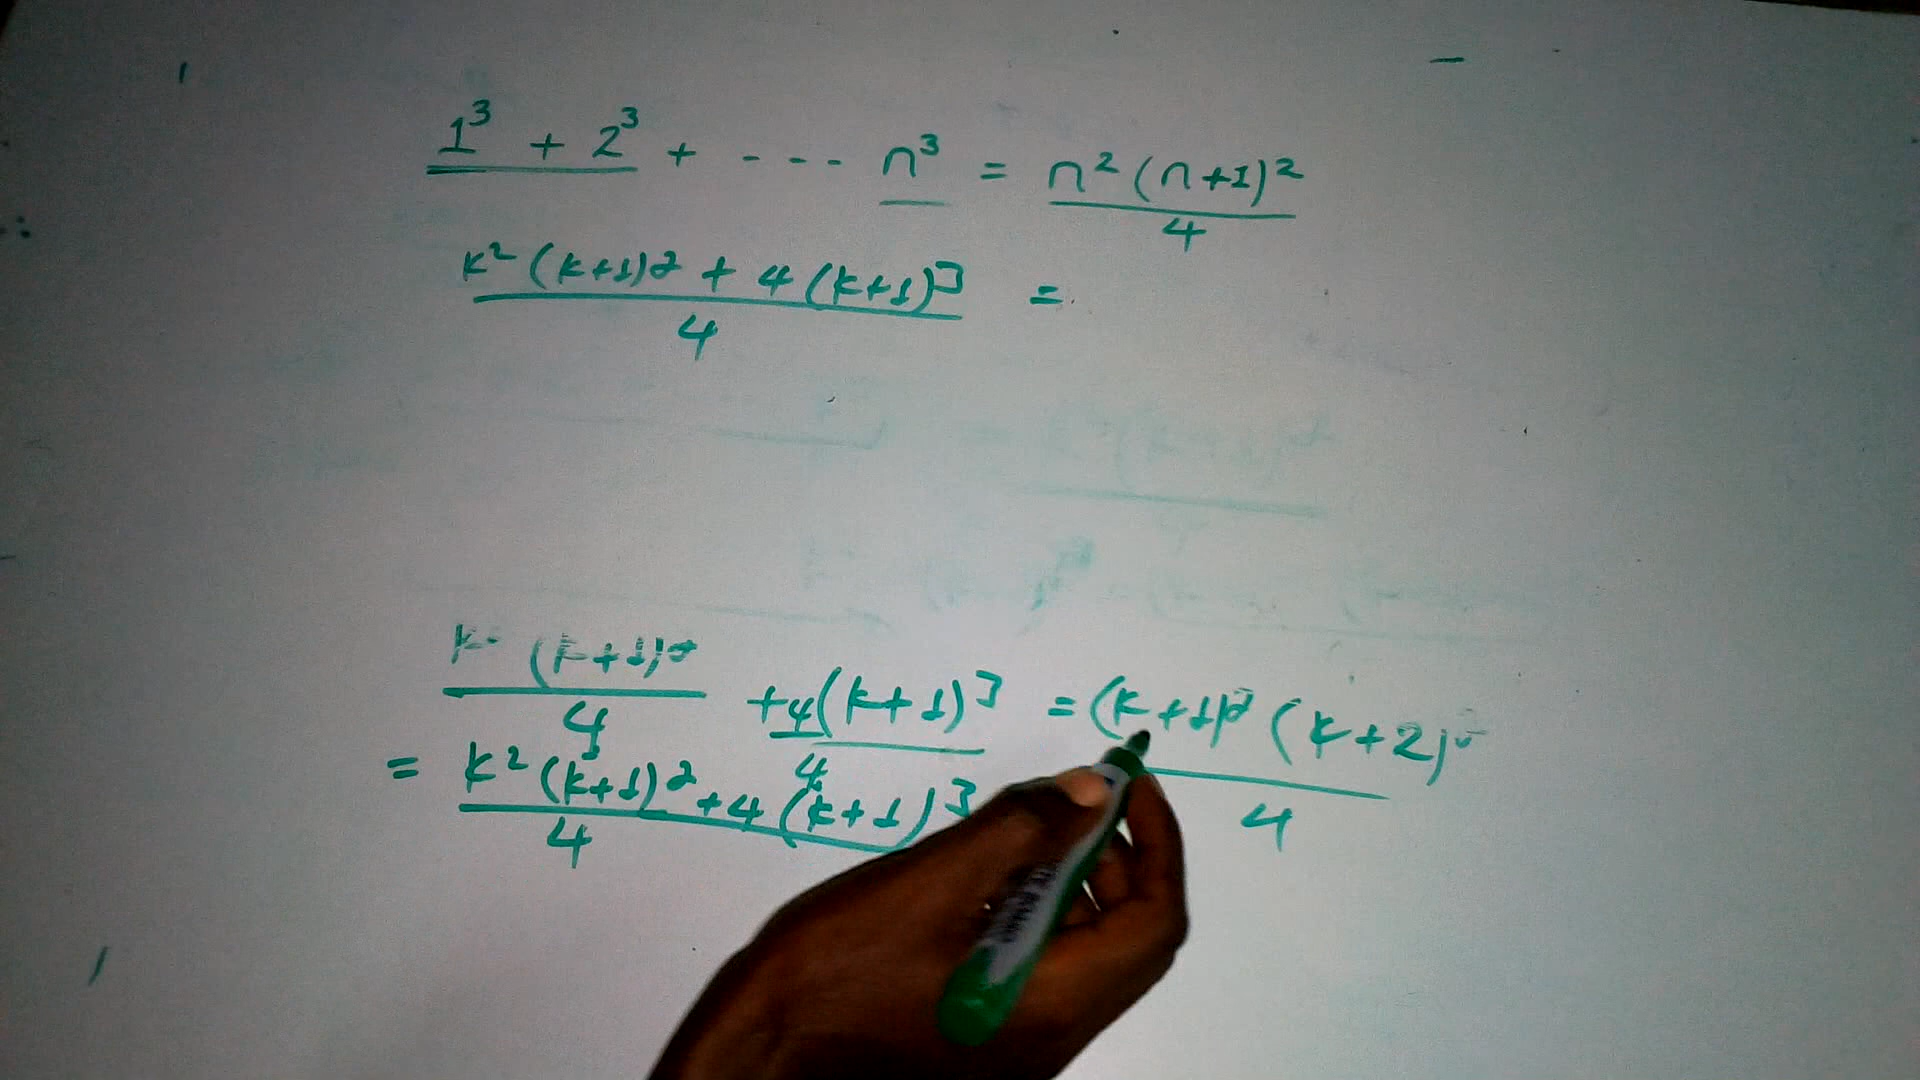 1³ + 2³ + - - - - n³ = n²(n+1)²/4
k²(k+1)² + 4(k+1)³/4 =
k² (k+1)²/4 + 4(k+1)³/4 = (k+1)² (k+2)²/4
= k²(k+1)² + 4(k+1)³/4